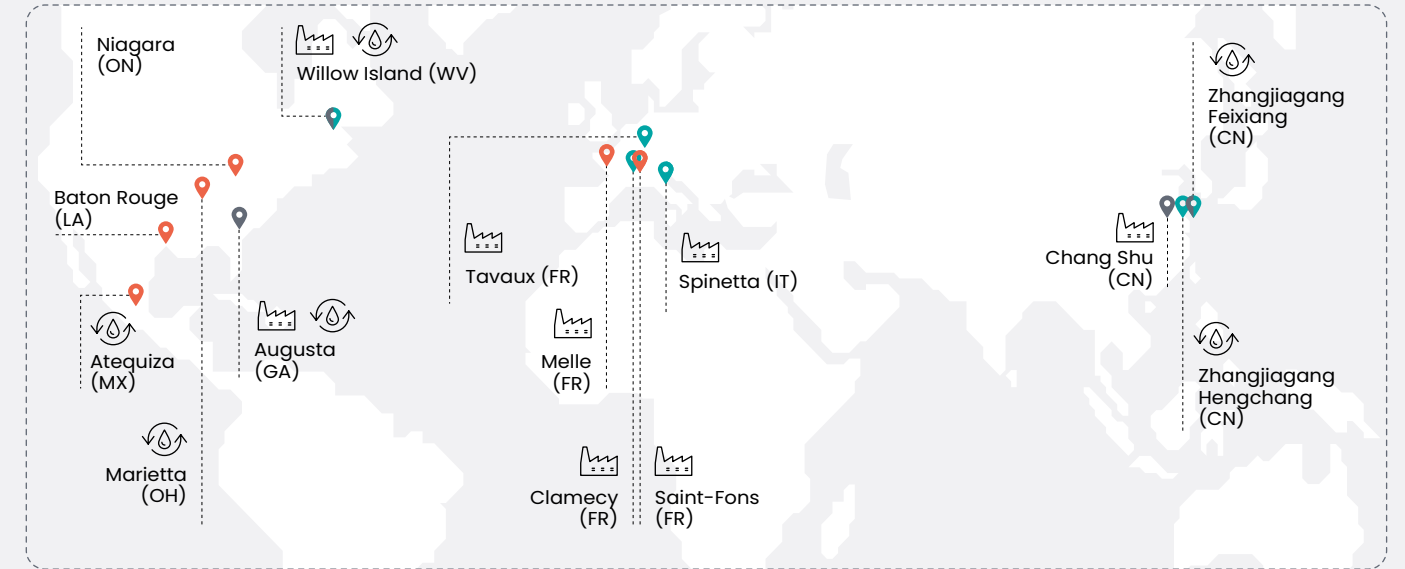 Niagara
(ON)
Willow Island (WV)
Zhangjiagang
Feixiang
(CN)
Baton Rouge
(LA)
Chang Shu
(CN)
Tavaux (FR)
Spinetta (IT)
Atequiza
(MX)
Augusta
(GA)
Melle
(FR)
Zhangjiagang
Hengchang
(CN)
Marietta
(OH)
Clamecy
(FR)
Saint-Fons
(FR)